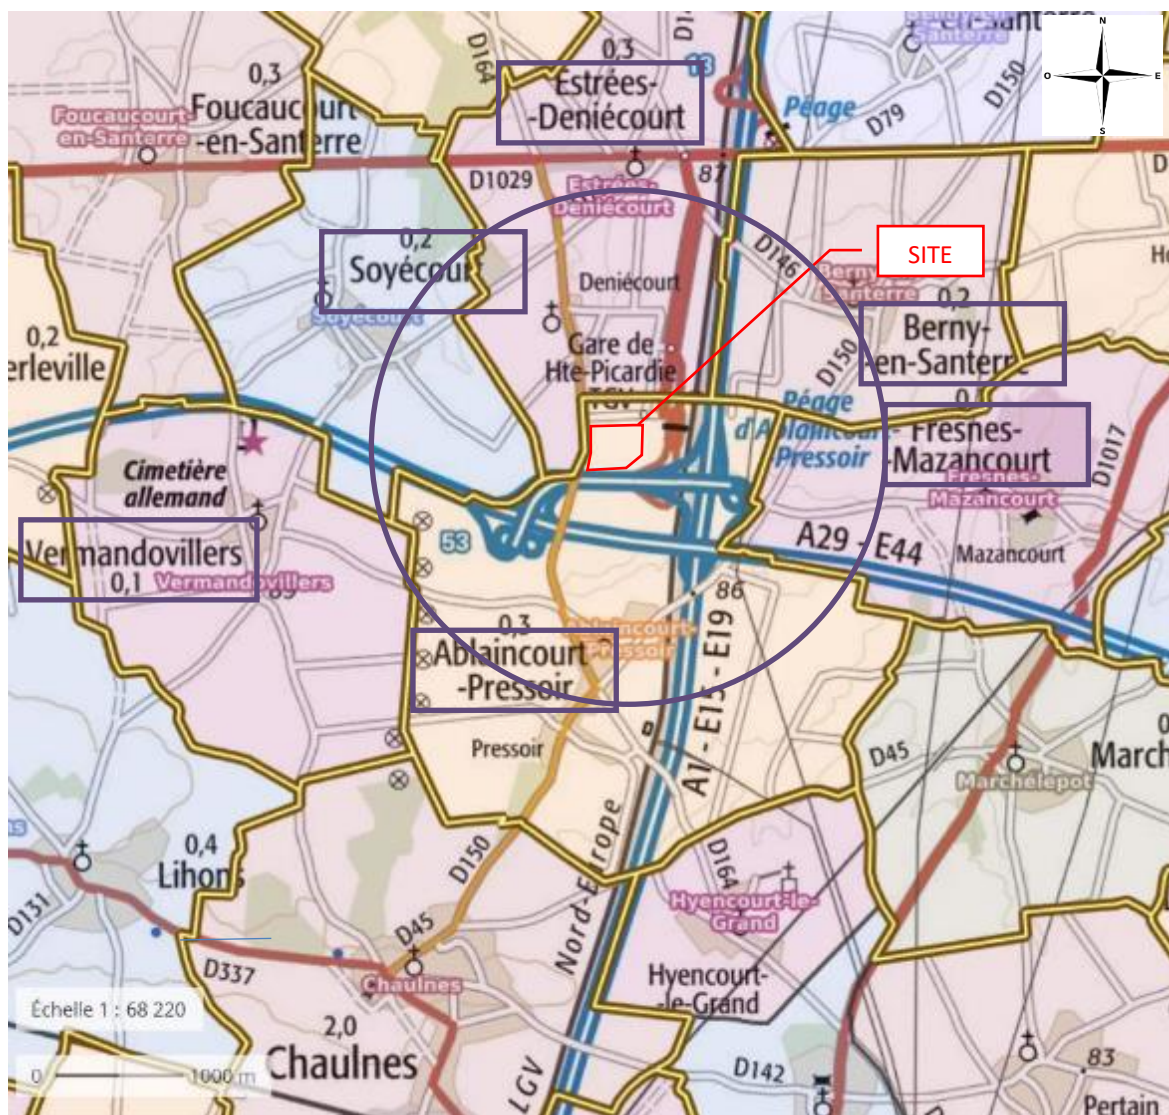 N
O
E
S
Santerre
en-Santerre
D164
0,3
Péage
D150
D79
0,3
Foucaucourt
-en-Santerre
Foucaucourt-
en-Santerre
Estrées-
-Deniécourt
D1029
87
Estrées-
Deniécourt
SITE
D146
0,2
Soyécourt
Soyécourt
Deniécourt
Berny-en-
Santerre
0,2
Berny-
-en-Santerre
0,2
erleville
Gare de
Hte-Picardie
TGV
D150
Péage
d'Ablaincourt-
-Pressoir
Fresnes-
-Mazancourt
Fresnes-
Mazancourt
D1017
Cimetière
allemand
53
A29 - E44
Mazancourt
Vermandovillers
0,1
Vermandovillers
89
86
0,3
Ablaincourt
-Pressoir
Ablaincourt-
Pressoir
A1 - E15 - E19
Pressoir
D45
March
Marchélepot
0,4
Lihons
D150
D164
Nord-Europe
Hyencourt-le-
Grand
D131
D45
D337
Chaulnes
Hyencourt-
-le-Grand
Échelle 1 : 68 220
2,0
Chaulnes
0
1000 m
LGV
D142
83
Pertain